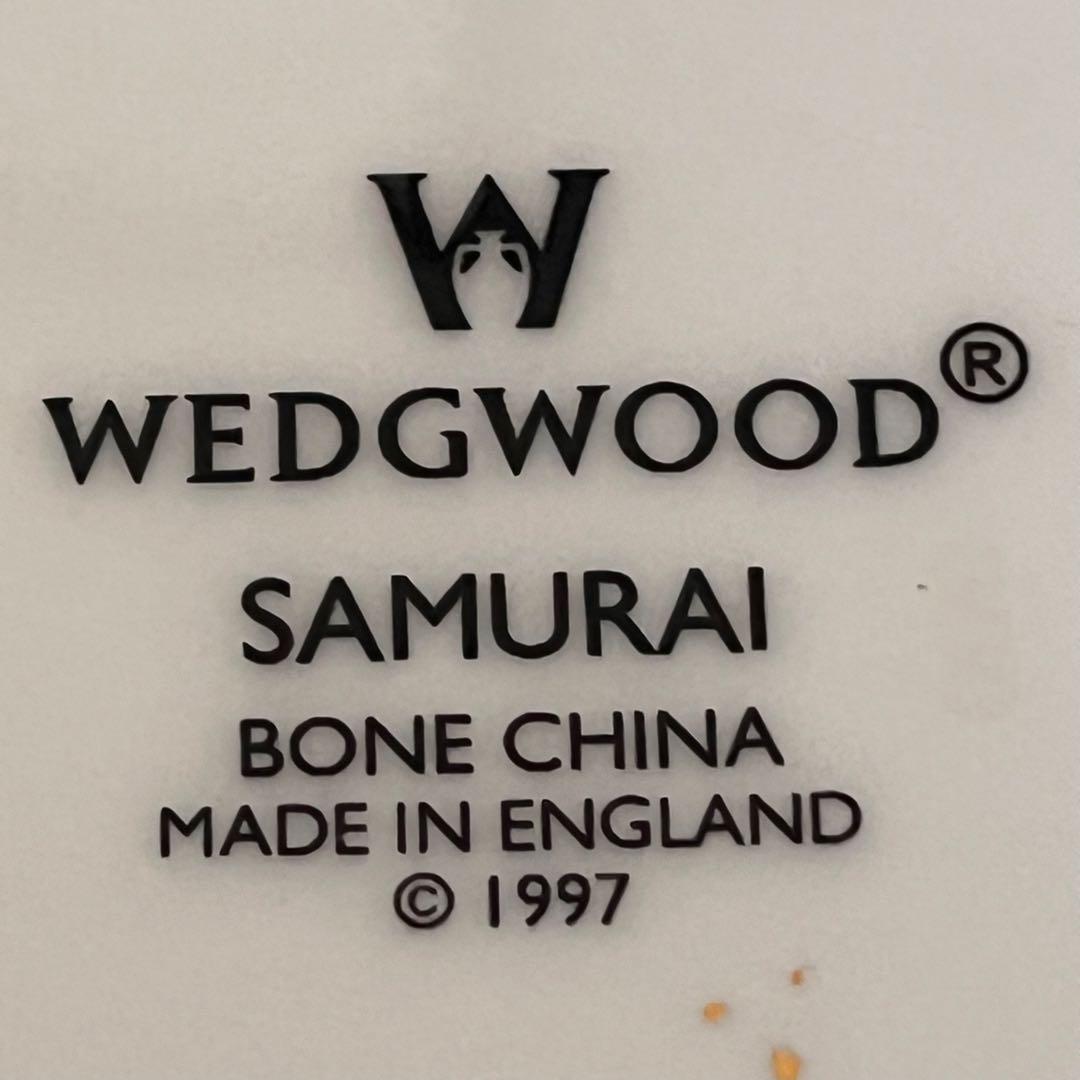 W
WEDGWOOD®
SAMURAI
BONE CHINA
MADE IN ENGLAND
© 1997